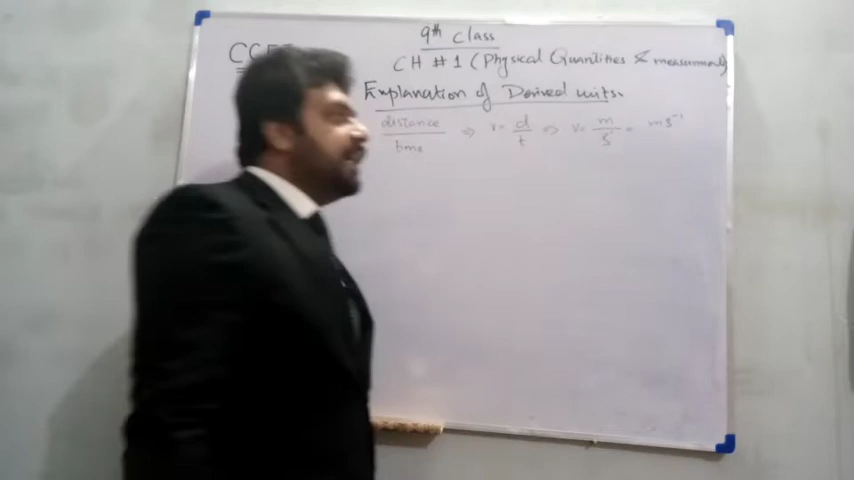 9th class
CH #1 (Physical Quantities & measurement)
Explanation of Derived units.
distance / time ⇒ v = d/t ⇒ v = m/s = ms⁻¹